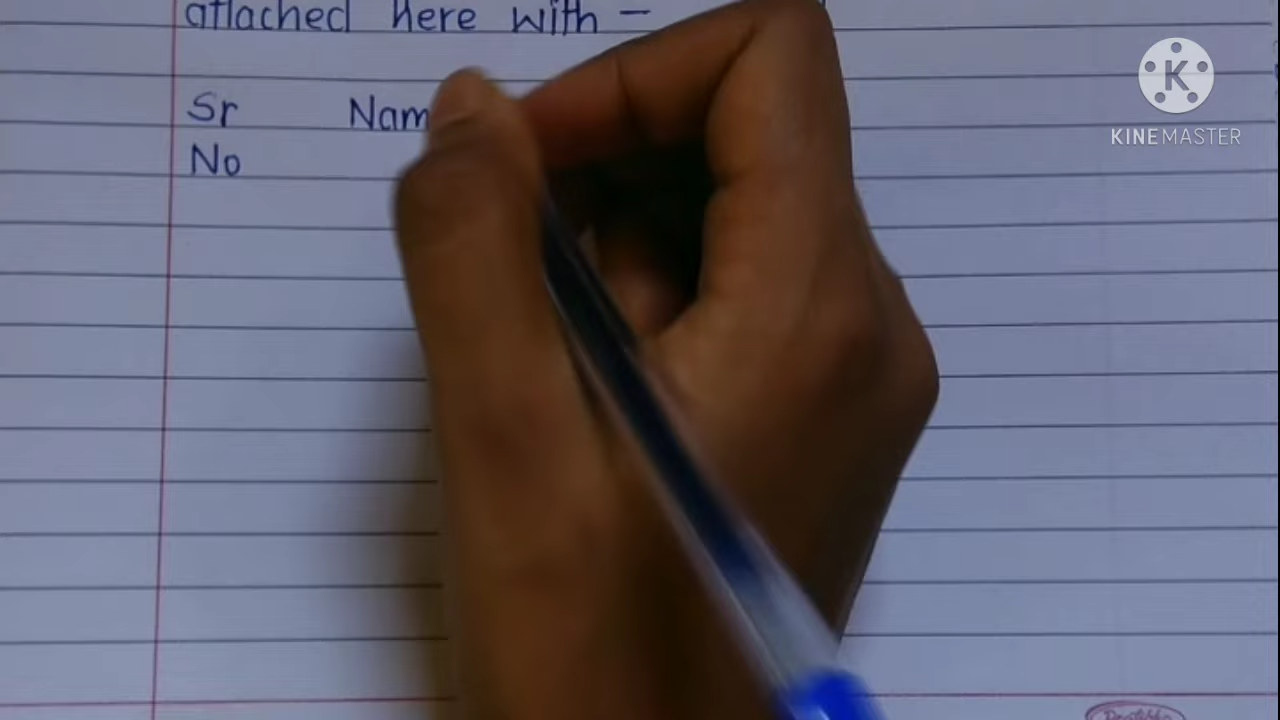 attached here with —
Sr Nam
No
K
KINEMASTER